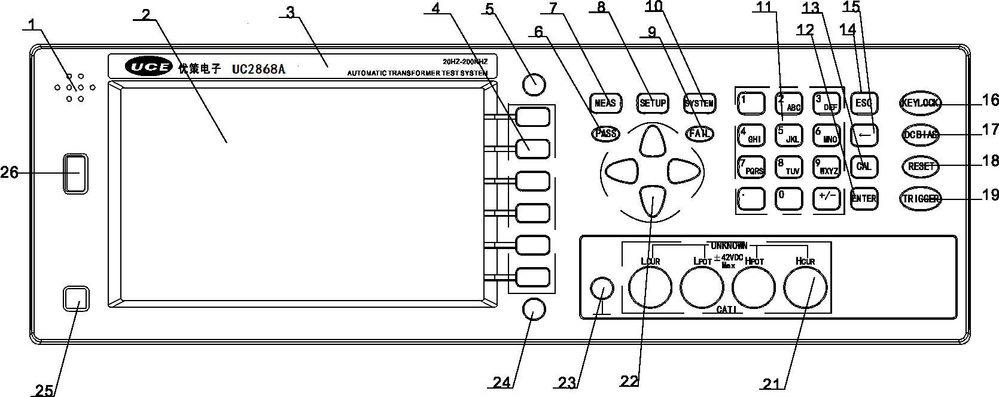 1
2
3
4
5
6
7
8
9
10
11
12
13
14
15
16
17
18
19
21
22
23
24
25
26
UCE 优策电子 UC2868A
20HZ-200KHZ
AUTOMATIC TRANSFORMER TEST SYSTEM
MEAS SETUP SYSTEM
PASS FAIL
1 2 ABC 3 DEF ESC KEYLOCK
4 GHI 5 JKL 6 MNO ← DCBIAS
7 PQRS 8 TUV 9 WXYZ CAL RESET
. 0 +/- ENTER TRIGGER
UNKNOWN
LCUR LPOT ±42VDC Max HPOT HCUR
CATI